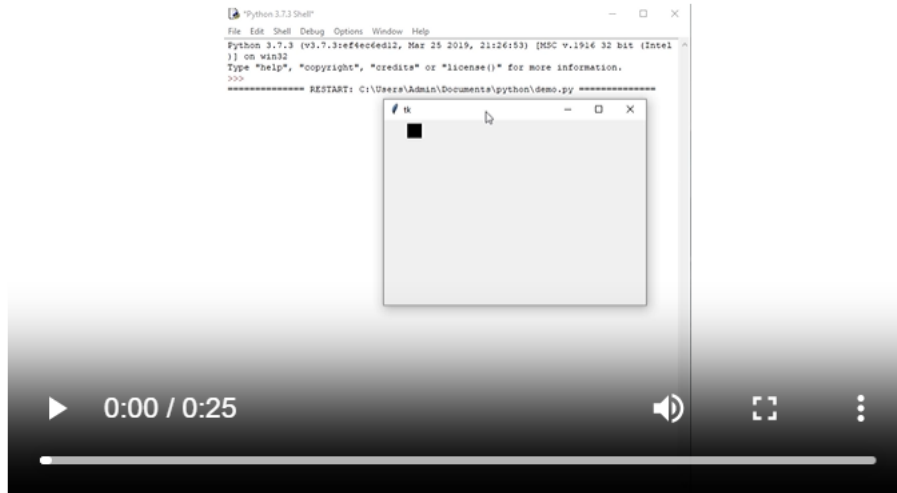 *Python 3.7.3 Shell*
File Edit Shell Debug Options Window Help
Python 3.7.3 (v3.7.3:ef4ec6ed12, Mar 25 2019, 21:26:53) [MSC v.1916 32 bit (Intel
)] on win32
Type "help", "copyright", "credits" or "license()" for more information.
>>>
============== RESTART: C:\Users\Admin\Documents\python\demo.py ==============
tk
0:00 / 0:25